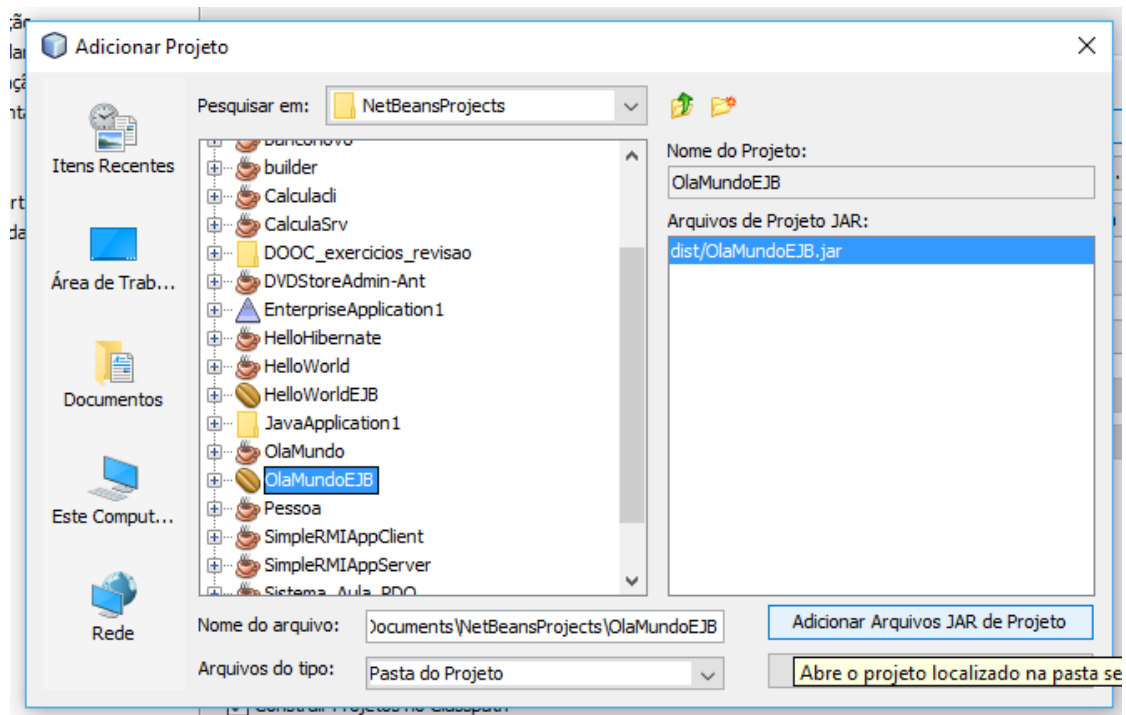 Adicionar Projeto
Pesquisar em: NetBeansProjects
Itens Recentes
Área de Trab...
Documentos
Este Comput...
Rede
builder
Calculacli
CalculaSrv
DOOC_exercicios_revisao
DVDStoreAdmin-Ant
EnterpriseApplication1
HelloHibernate
HelloWorld
HelloWorldEJB
JavaApplication1
OlaMundo
OlaMundoEJB
Pessoa
SimpleRMIAppClient
SimpleRMIAppServer
Sistema_Aula_PDO
Nome do Projeto:
OlaMundoEJB
Arquivos de Projeto JAR:
dist/OlaMundoEJB.jar
Nome do arquivo: Documents\NetBeansProjects\OlaMundoEJB
Adicionar Arquivos JAR de Projeto
Arquivos do tipo: Pasta do Projeto
Abre o projeto localizado na pasta se